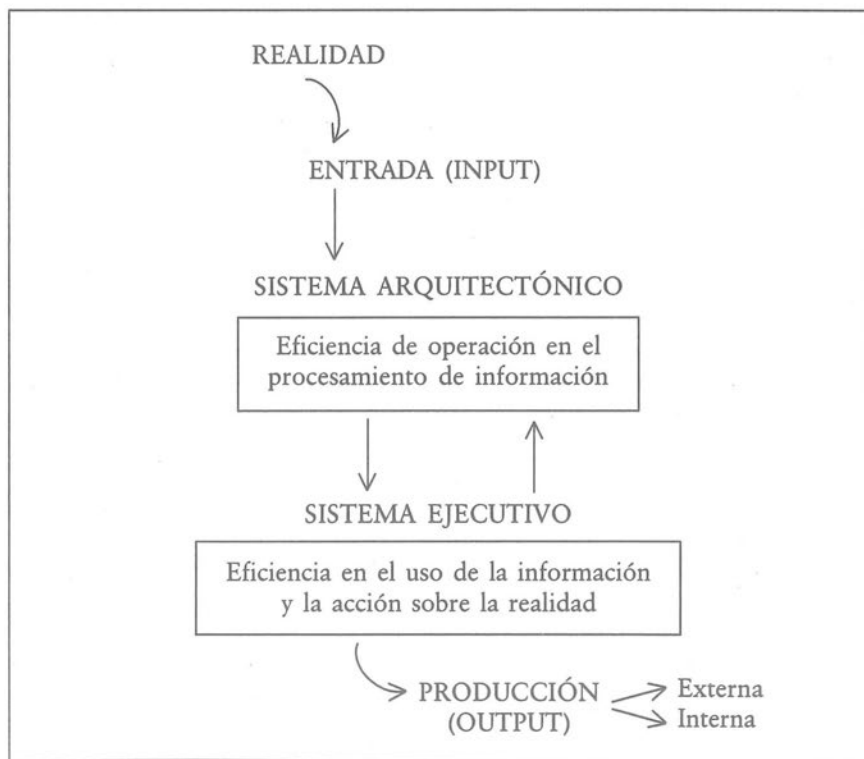 REALIDAD
ENTRADA (INPUT)
SISTEMA ARQUITECTÓNICO
Eficiencia de operación en el
procesamiento de información
SISTEMA EJECUTIVO
Eficiencia en el uso de la información
y la acción sobre la realidad
PRODUCCIÓN
(OUTPUT)
Externa
Interna